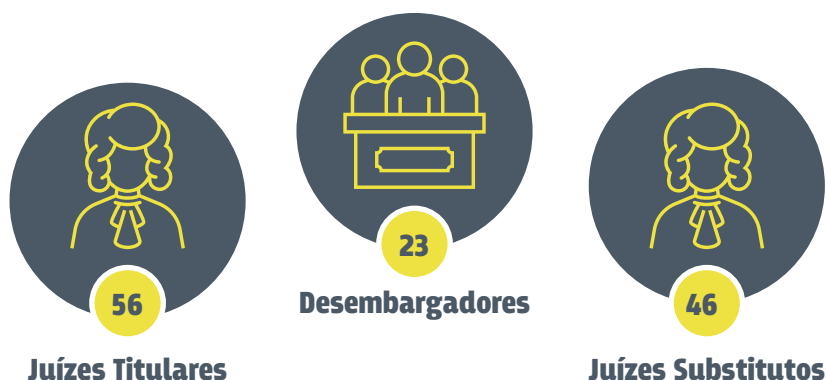 56
Juízes Titulares
23
Desembargadores
46
Juízes Substitutos